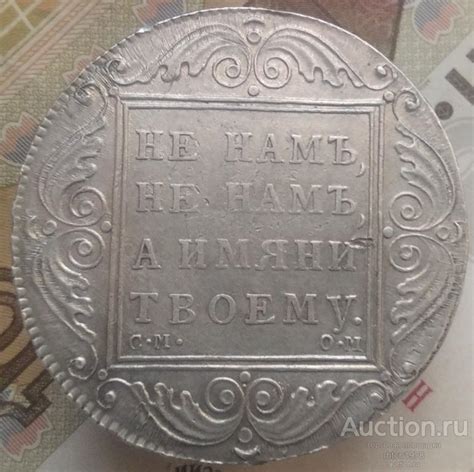 НЕ НАМЪ,
НЕ НАМЪ,
А ИМЯНИ
ТВОЕМУ.
С·М· О·М
Auction.ru